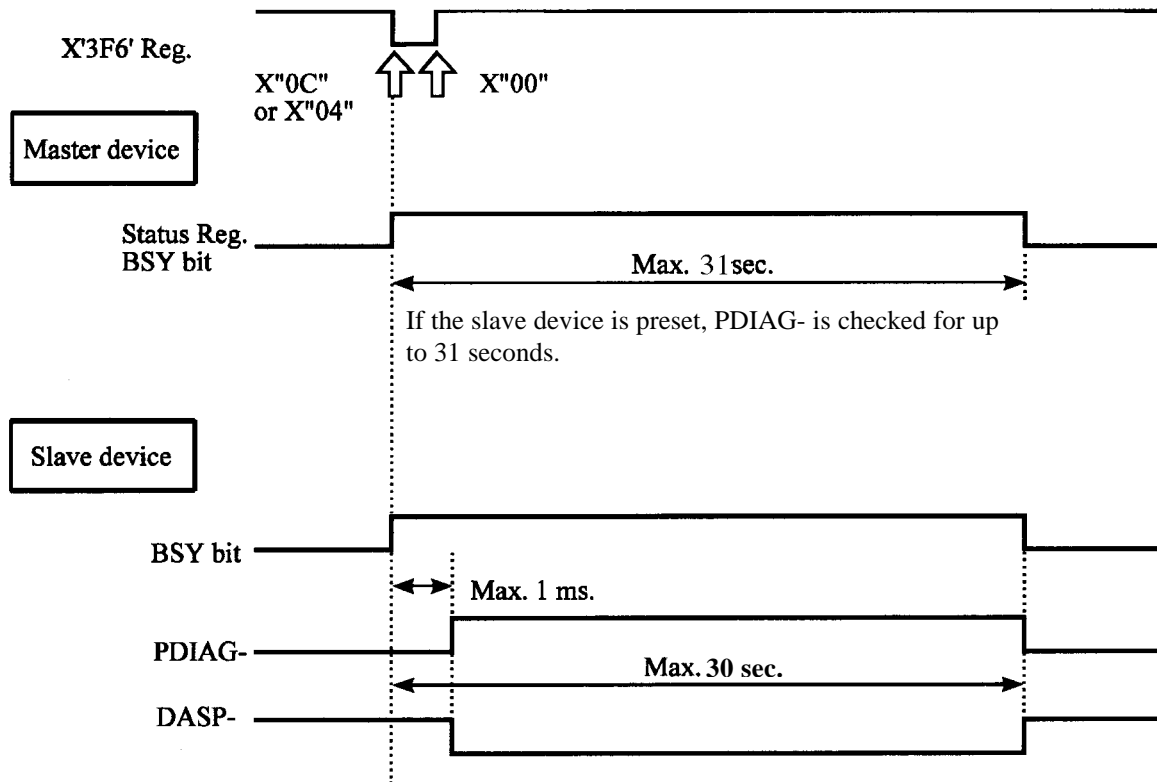 X'3F6' Reg.
X"0C"
or X"04"
X"00"
Master device
Status Reg.
BSY bit
Max. 31sec.
If the slave device is preset, PDIAG- is checked for up
to 31 seconds.
Slave device
BSY bit
Max. 1 ms.
PDIAG-
Max. 30 sec.
DASP-